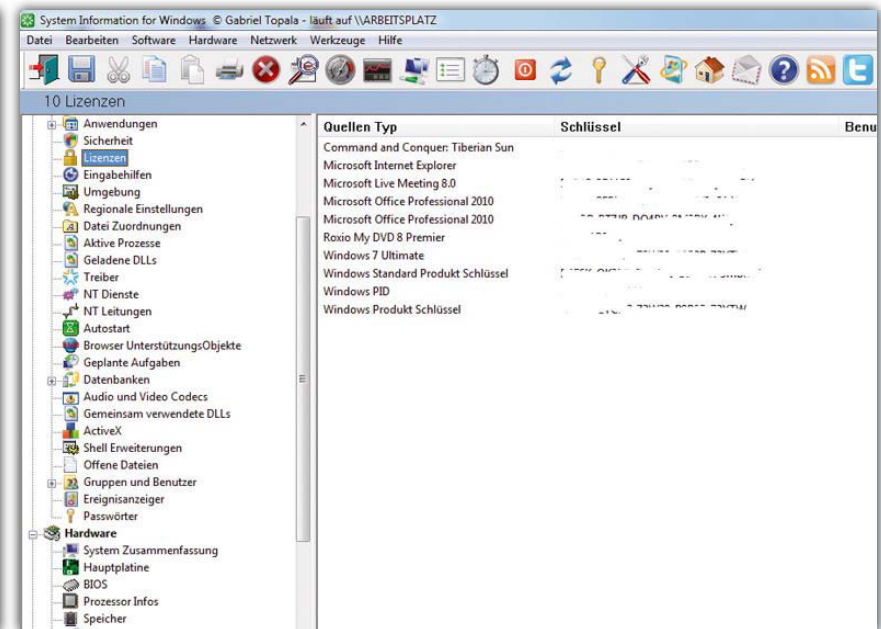 System Information for Windows © Gabriel Topala - läuft auf \\ARBEITSPLATZ
Datei Bearbeiten Software Hardware Netzwerk Werkzeuge Hilfe
10 Lizenzen
Anwendungen
Sicherheit
Lizenzen
Eingabehilfen
Umgebung
Regionale Einstellungen
Datei Zuordnungen
Aktive Prozesse
Geladene DLLs
Treiber
NT Dienste
NT Leitungen
Autostart
Browser UnterstützungsObjekte
Geplante Aufgaben
Datenbanken
Audio und Video Codecs
Gemeinsam verwendete DLLs
ActiveX
Shell Erweiterungen
Offene Dateien
Gruppen und Benutzer
Ereignisanzeiger
Passwörter
Hardware
System Zusammenfassung
Hauptplatine
BIOS
Prozessor Infos
Speicher
Quellen Typ Schlüssel Benu
Command and Conquer: Tiberian Sun
Microsoft Internet Explorer
Microsoft Live Meeting 8.0
Microsoft Office Professional 2010
Microsoft Office Professional 2010
Roxio My DVD 8 Premier
Windows 7 Ultimate
Windows Standard Produkt Schlüssel
Windows PID
Windows Produkt Schlüssel